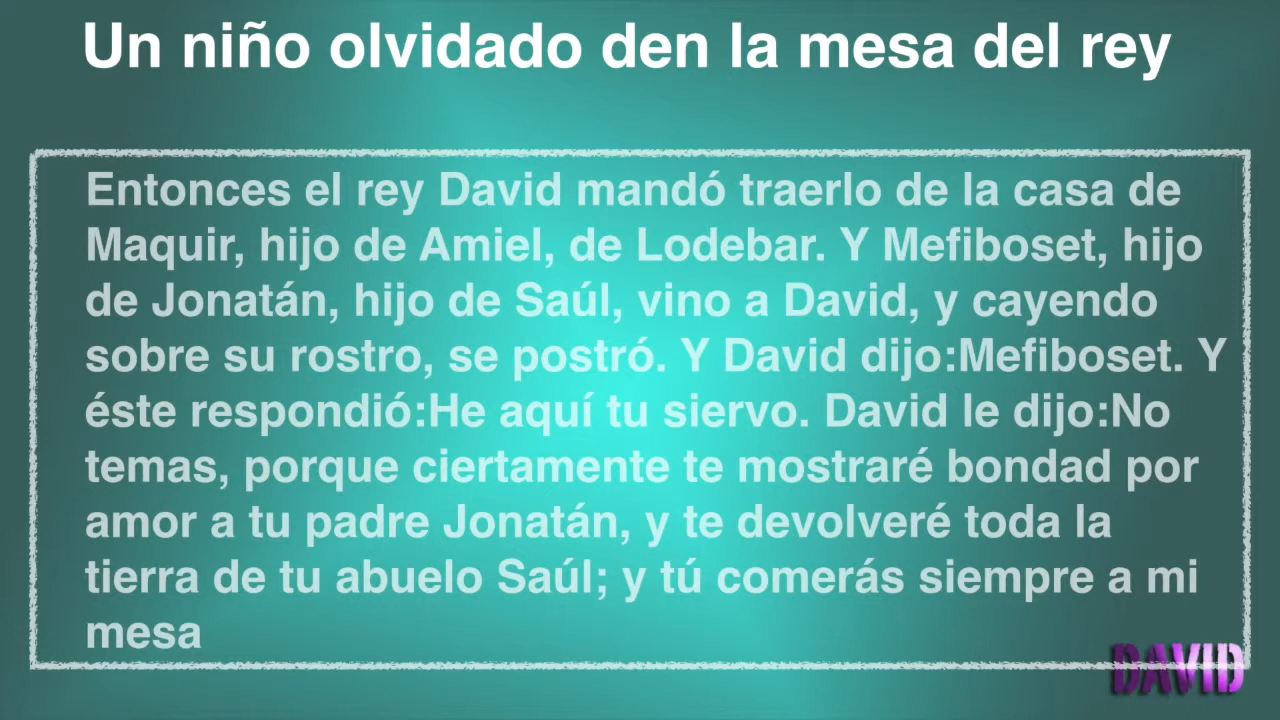 Un niño olvidado den la mesa del rey
Entonces el rey David mandó traerlo de la casa de
Maquir, hijo de Amiel, de Lodebar. Y Mefiboset, hijo
de Jonatán, hijo de Saúl, vino a David, y cayendo
sobre su rostro, se postró. Y David dijo:Mefiboset. Y
éste respondió:He aquí tu siervo. David le dijo:No
temas, porque ciertamente te mostraré bondad por
amor a tu padre Jonatán, y te devolveré toda la
tierra de tu abuelo Saúl; y tú comerás siempre a mi
mesa
DAVID